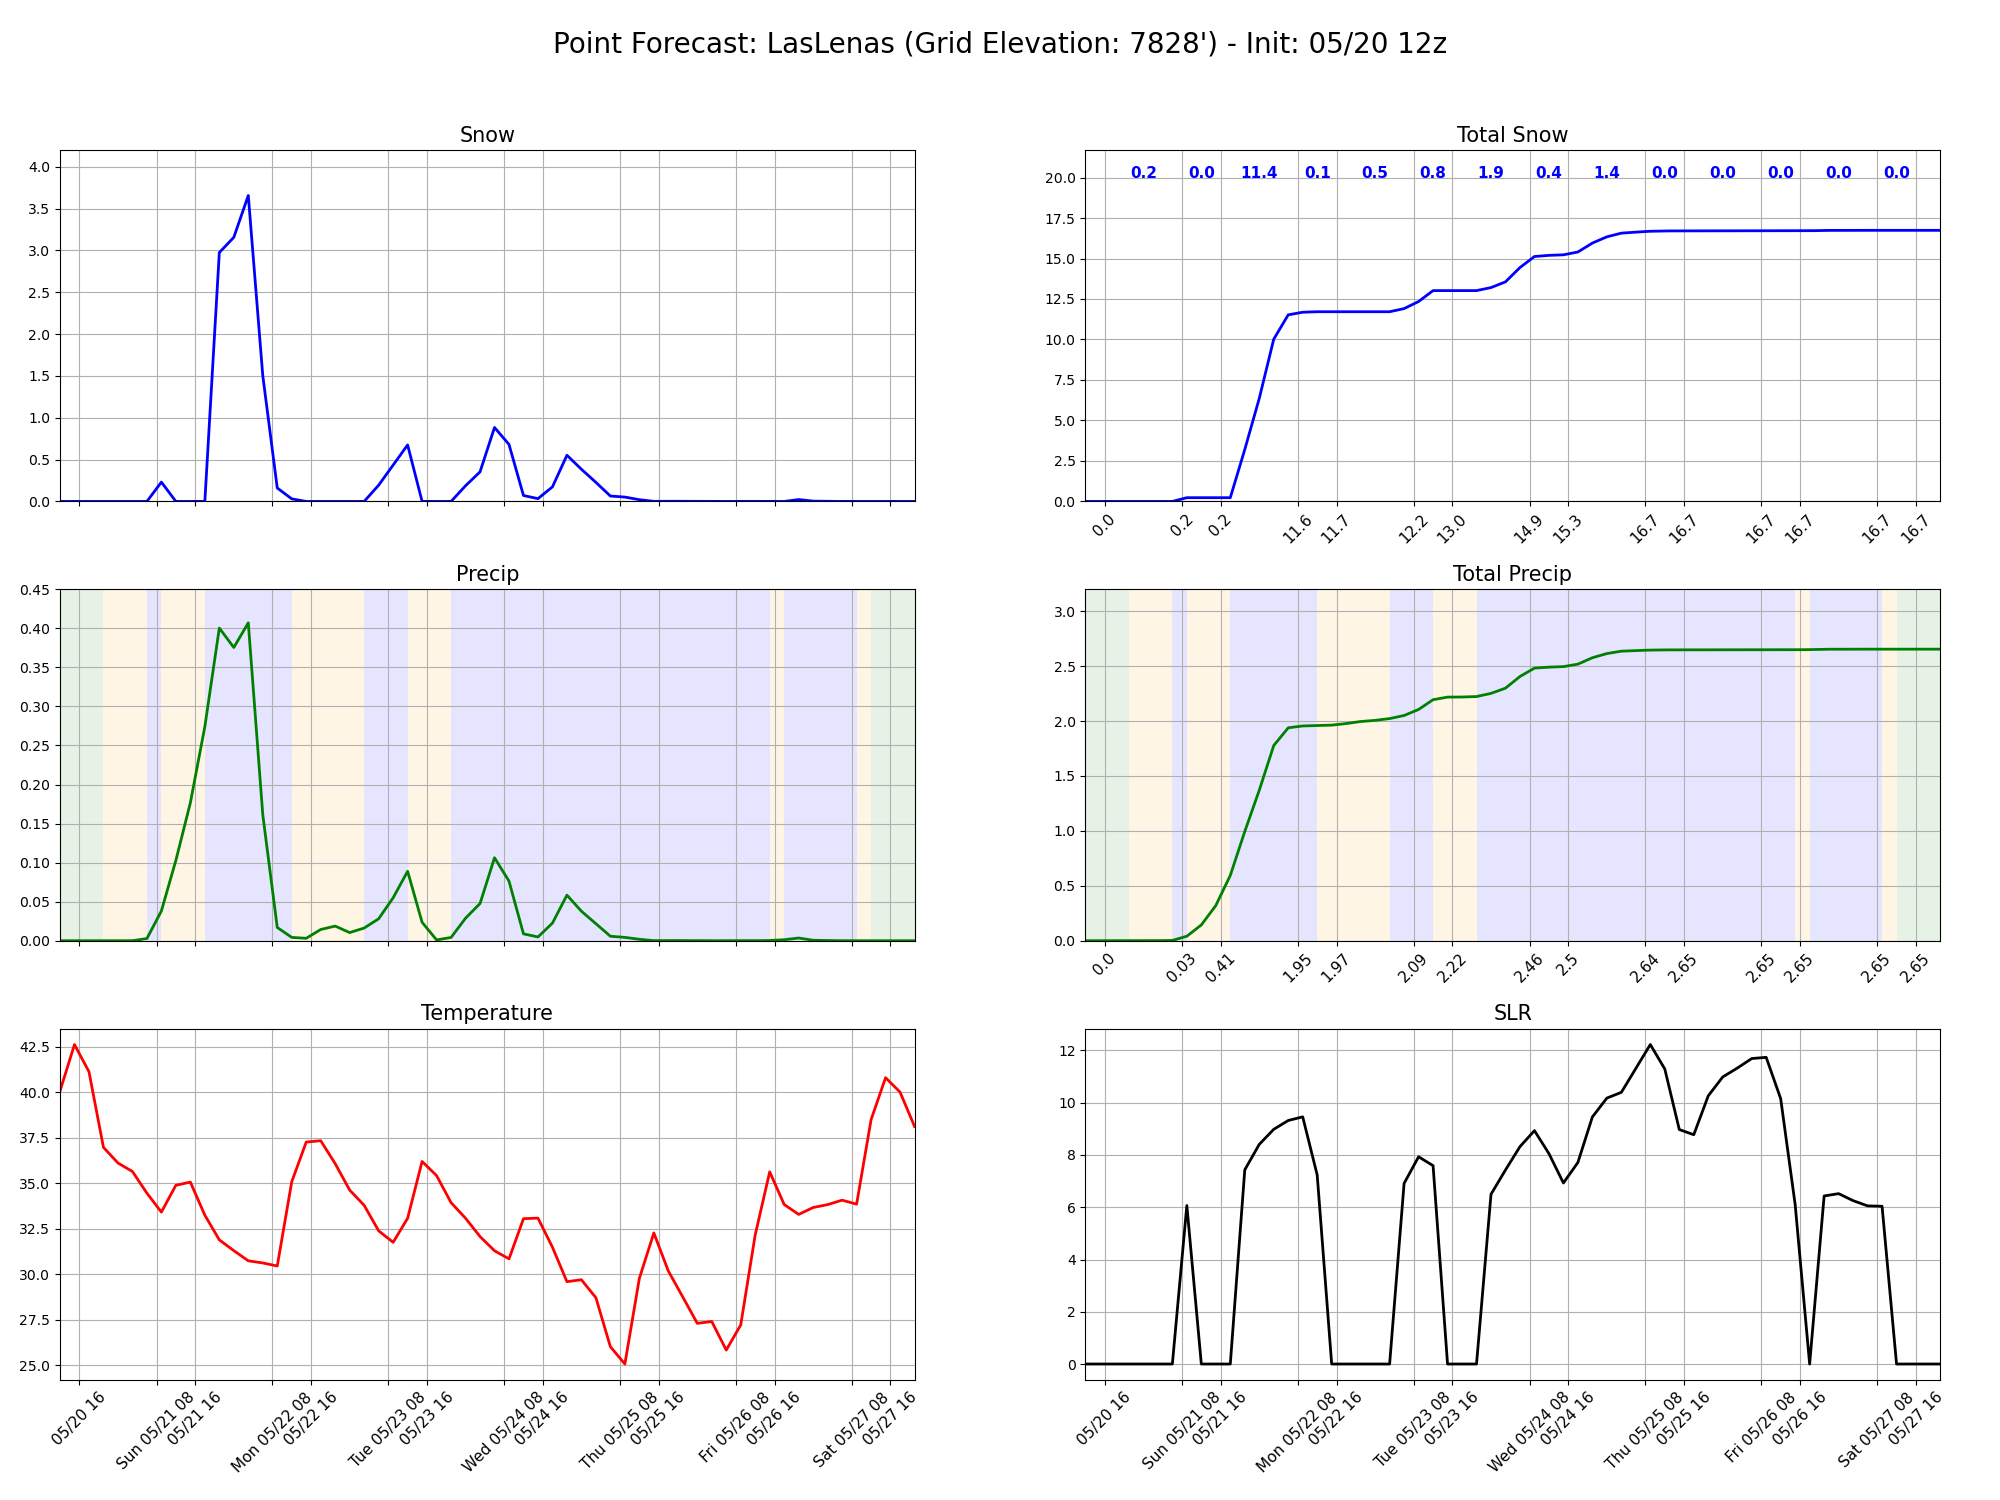 Point Forecast: LasLenas (Grid Elevation: 7828') - Init: 05/20 12z
Snow
4.0
3.5
3.0
2.5
2.0
1.5
1.0
0.5
0.0
Total Snow
0.2 0.0 11.4 0.1 0.5 0.8 1.9 0.4 1.4 0.0 0.0 0.0 0.0 0.0
20.0
17.5
15.0
12.5
10.0
7.5
5.0
2.5
0.0
0.0 0.2 0.2 11.6 11.7 12.2 13.0 14.9 15.3 16.7 16.7 16.7 16.7 16.7 16.7
Precip
0.45
0.40
0.35
0.30
0.25
0.20
0.15
0.10
0.05
0.00
Total Precip
3.0
2.5
2.0
1.5
1.0
0.5
0.0
0.0 0.03 0.41 1.95 1.97 2.09 2.22 2.46 2.5 2.64 2.65 2.65 2.65 2.65 2.65
Temperature
42.5
40.0
37.5
35.0
32.5
30.0
27.5
25.0
05/20 16
Sun 05/21 08
05/21 16
Mon 05/22 08
05/22 16
Tue 05/23 08
05/23 16
Wed 05/24 08
05/24 16
Thu 05/25 08
05/25 16
Fri 05/26 08
05/26 16
Sat 05/27 08
05/27 16
SLR
12
10
8
6
4
2
0
05/20 16
Sun 05/21 08
05/21 16
Mon 05/22 08
05/22 16
Tue 05/23 08
05/23 16
Wed 05/24 08
05/24 16
Thu 05/25 08
05/25 16
Fri 05/26 08
05/26 16
Sat 05/27 08
05/27 16